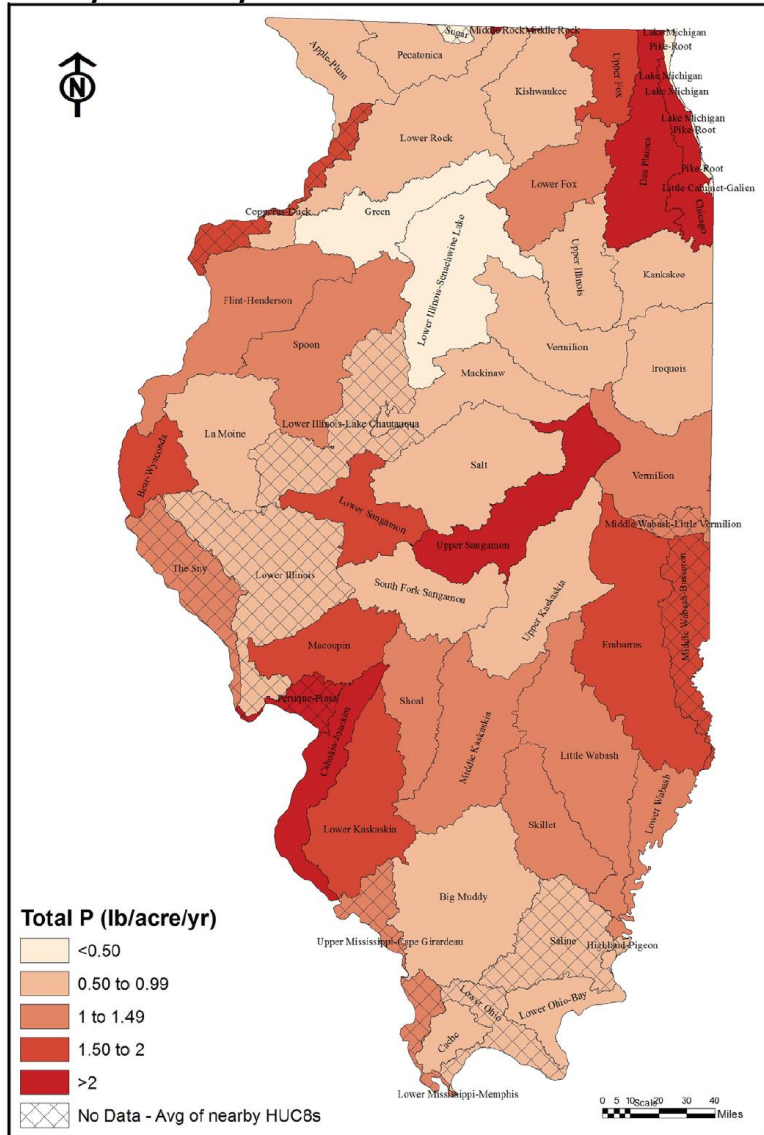 N
Sugar
Middle Rock
Middle Rock
Lake Michigan
Pike-Root
Apple-Plum
Pecatonica
Kishwaukee
Upper Fox
Lake Michigan
Lake Michigan
Lower Rock
Lake Michigan
Pike-Root
Des Plaines
Pike-Root
Lower Fox
Little Calumet-Galien
Chicago
Copperas-Duck
Green
Lower Illinois-Senachwine Lake
Upper Illinois
Kankakee
Flint-Henderson
Spoon
Vermilion
Iroquois
Mackinaw
La Moine
Lower Illinois-Lake Chautauqua
Bear-Wyaconda
Salt
Vermilion
Lower Sangamon
Middle Wabash-Little Vermilion
Upper Sangamon
The Sny
Lower Illinois
South Fork Sangamon
Upper Kaskaskia
Middle Wabash-Busseron
Macoupin
Embarras
Peruque-Piasa
Shoal
Cahokia-Joachim
Middle Kaskaskia
Little Wabash
Lower Wabash
Lower Kaskaskia
Skillet
Big Muddy
Upper Mississippi-Cape Girardeau
Saline
Highland-Pigeon
Lower Ohio
Lower Ohio-Bay
Cache
Lower Mississippi-Memphis
Total P (lb/acre/yr)
<0.50
0.50 to 0.99
1 to 1.49
1.50 to 2
>2
No Data - Avg of nearby HUC8s
Scale
0 5 10 20 30 40
Miles